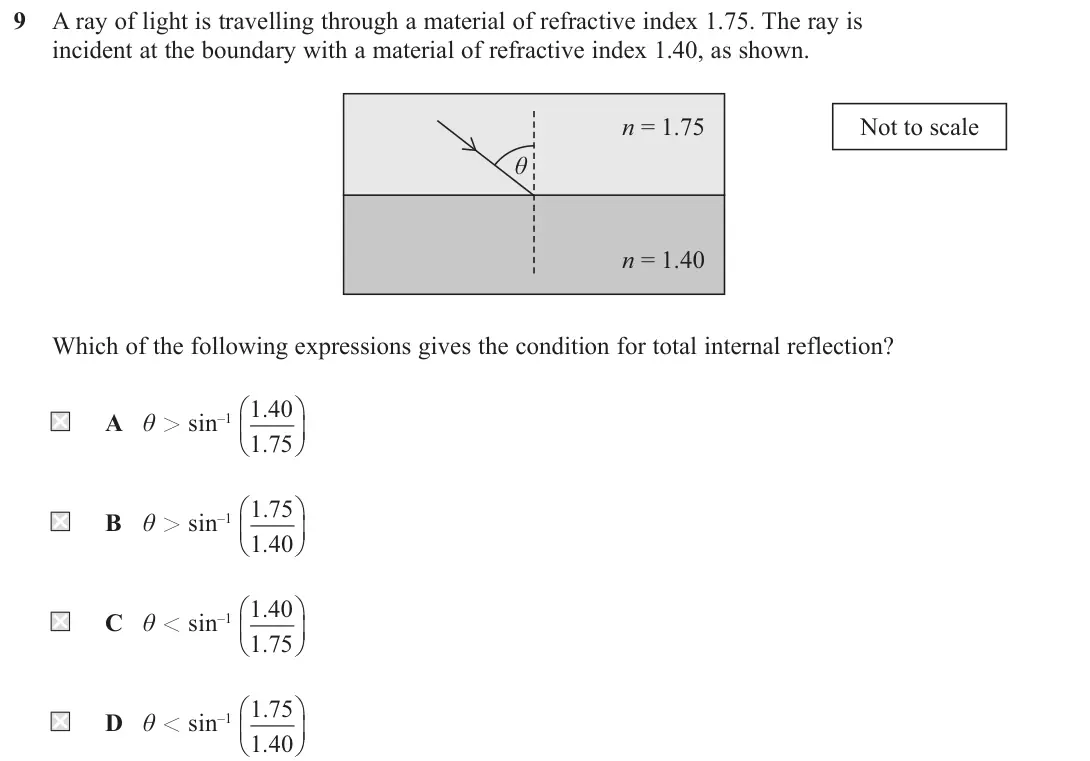 9 A ray of light is travelling through a material of refractive index 1.75. The ray is
incident at the boundary with a material of refractive index 1.40, as shown.
n = 1.75
Not to scale
θ
n = 1.40
Which of the following expressions gives the condition for total internal reflection?
A θ > sin⁻¹ (1.40/1.75)
B θ > sin⁻¹ (1.75/1.40)
C θ < sin⁻¹ (1.40/1.75)
D θ < sin⁻¹ (1.75/1.40)